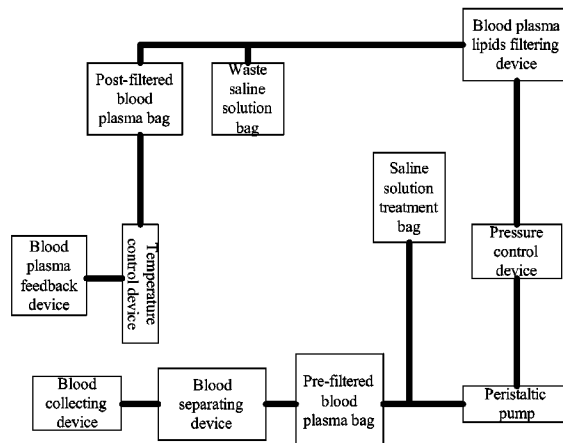 Blood plasma
lipids filtering
device
Post-filtered
blood
plasma bag
Waste
saline
solution
bag
Saline
solution
treatment
bag
Blood
plasma
feedback
device
Temperature
control device
Pressure
control
device
Blood
collecting
device
Blood
separating
device
Pre-filtered
blood
plasma bag
Peristaltic
pump